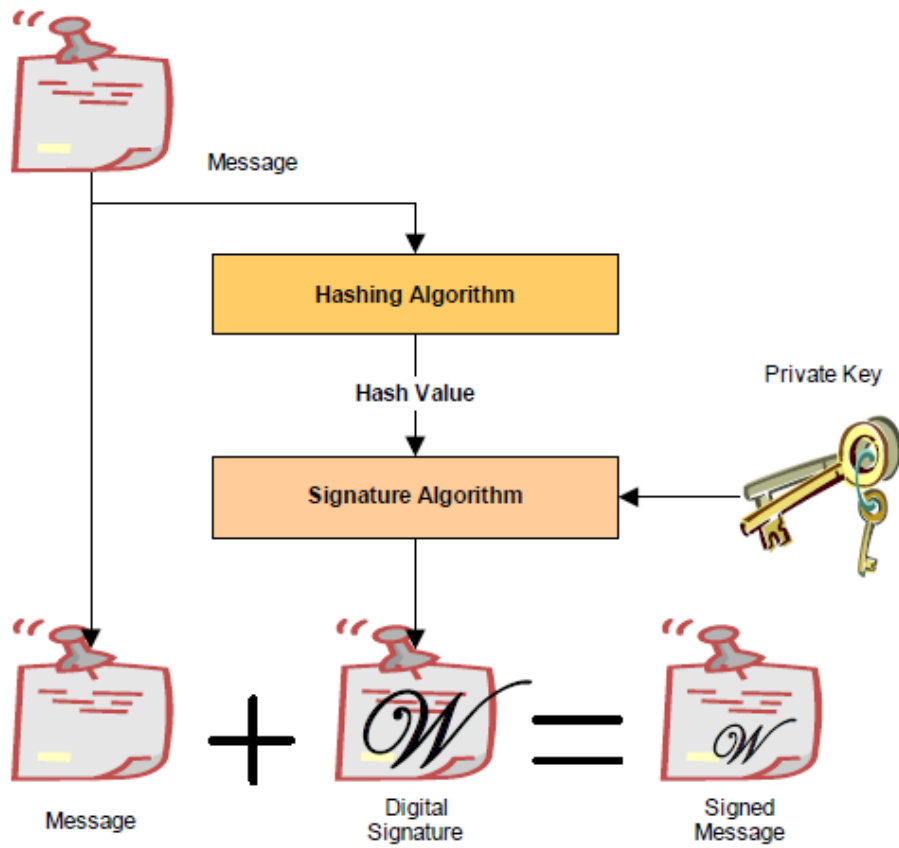 Message
Hashing Algorithm
Hash Value
Private Key
Signature Algorithm
W
W
Message
Digital
Signature
Signed
Message